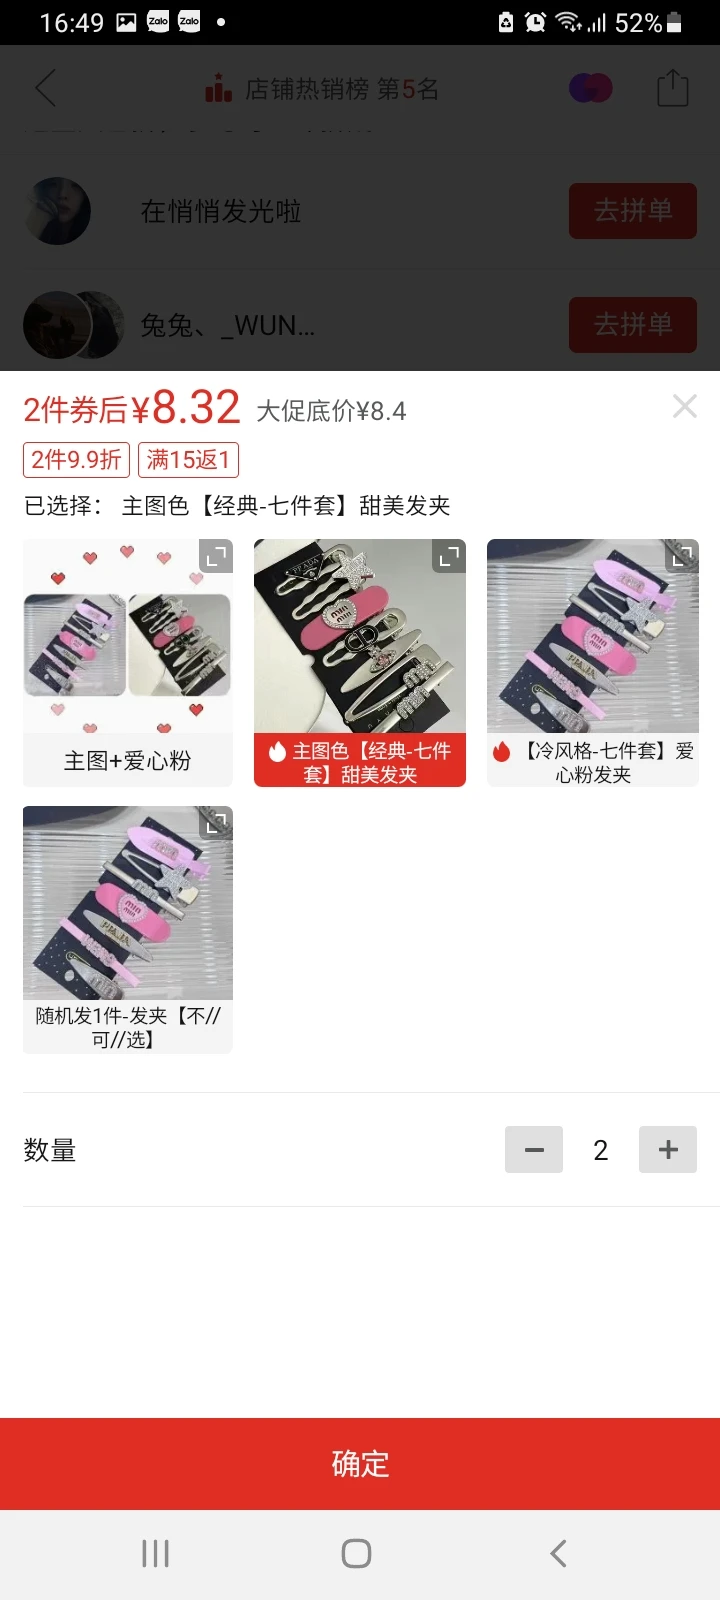 16:49
Zalo
Zalo
52%
店铺热销榜 第5名
在悄悄发光啦
去拼单
兔兔、_WUN...
去拼单
2件券后¥8.32 大促底价¥8.4
2件9.9折 满15返1
已选择： 主图色【经典-七件套】甜美发夹
PRADA
min
min
主图+爱心粉
主图色【经典-七件
套】甜美发夹
【冷风格-七件套】爱
心粉发夹
随机发1件-发夹【不//
可//选】
数量
2
确定